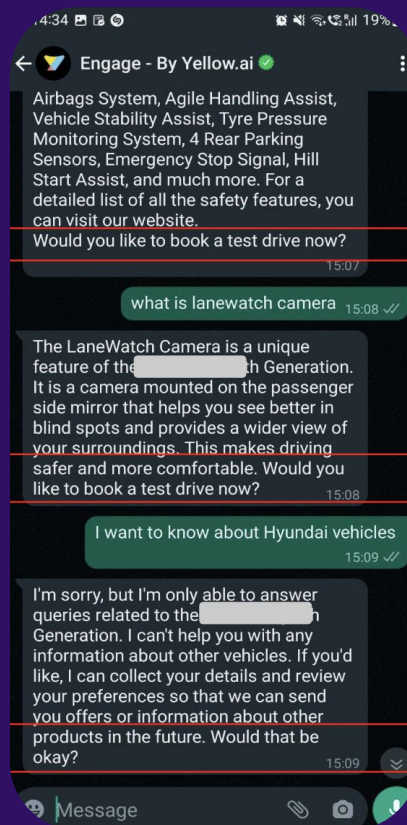 4:34 19%
Engage - By Yellow.ai
Airbags System, Agile Handling Assist,
Vehicle Stability Assist, Tyre Pressure
Monitoring System, 4 Rear Parking
Sensors, Emergency Stop Signal, Hill
Start Assist, and much more. For a
detailed list of all the safety features, you
can visit our website.
Would you like to book a test drive now?
15:07
what is lanewatch camera 15:08
The LaneWatch Camera is a unique
feature of the th Generation.
It is a camera mounted on the passenger
side mirror that helps you see better in
blind spots and provides a wider view of
your surroundings. This makes driving
safer and more comfortable. Would you
like to book a test drive now?
15:08
I want to know about Hyundai vehicles
15:09
I'm sorry, but I'm only able to answer
queries related to the h
Generation. I can't help you with any
information about other vehicles. If you'd
like, I can collect your details and review
your preferences so that we can send
you offers or information about other
products in the future. Would that be
okay?
15:09
Message